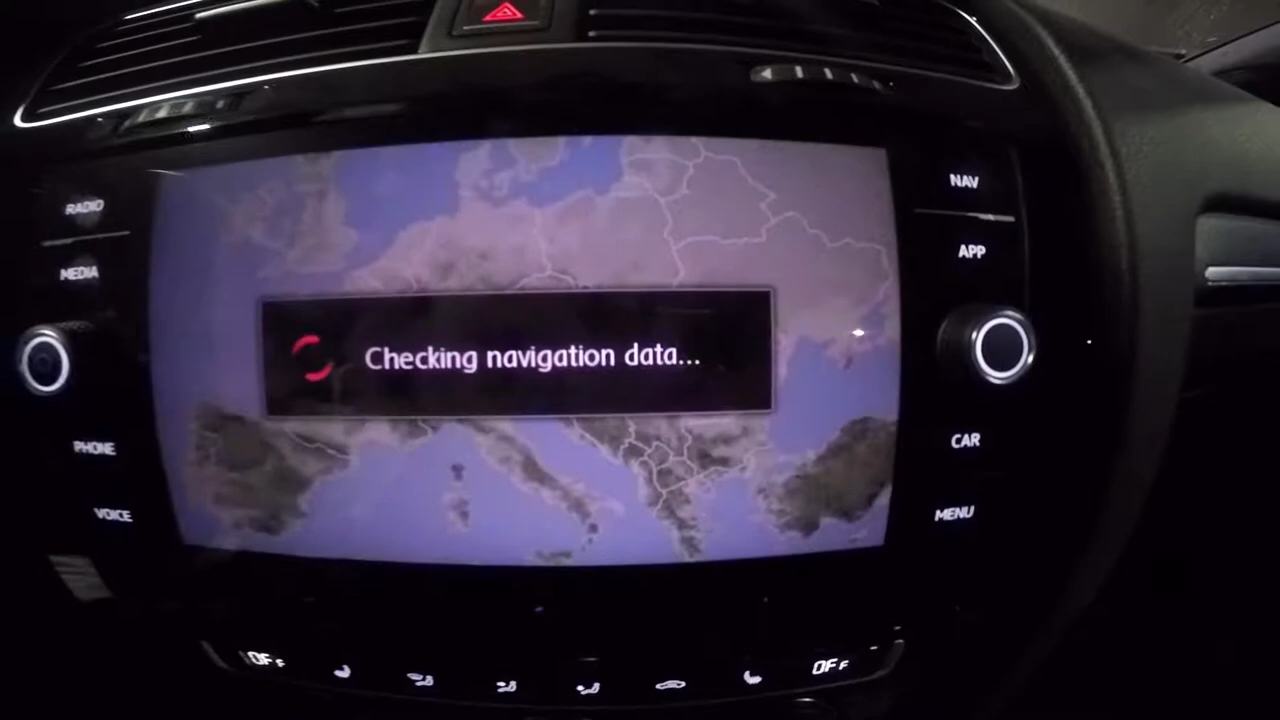 RADIO
MEDIA
PHONE
VOICE
Checking navigation data...
NAV
APP
CAR
MENU
OFF
OFF